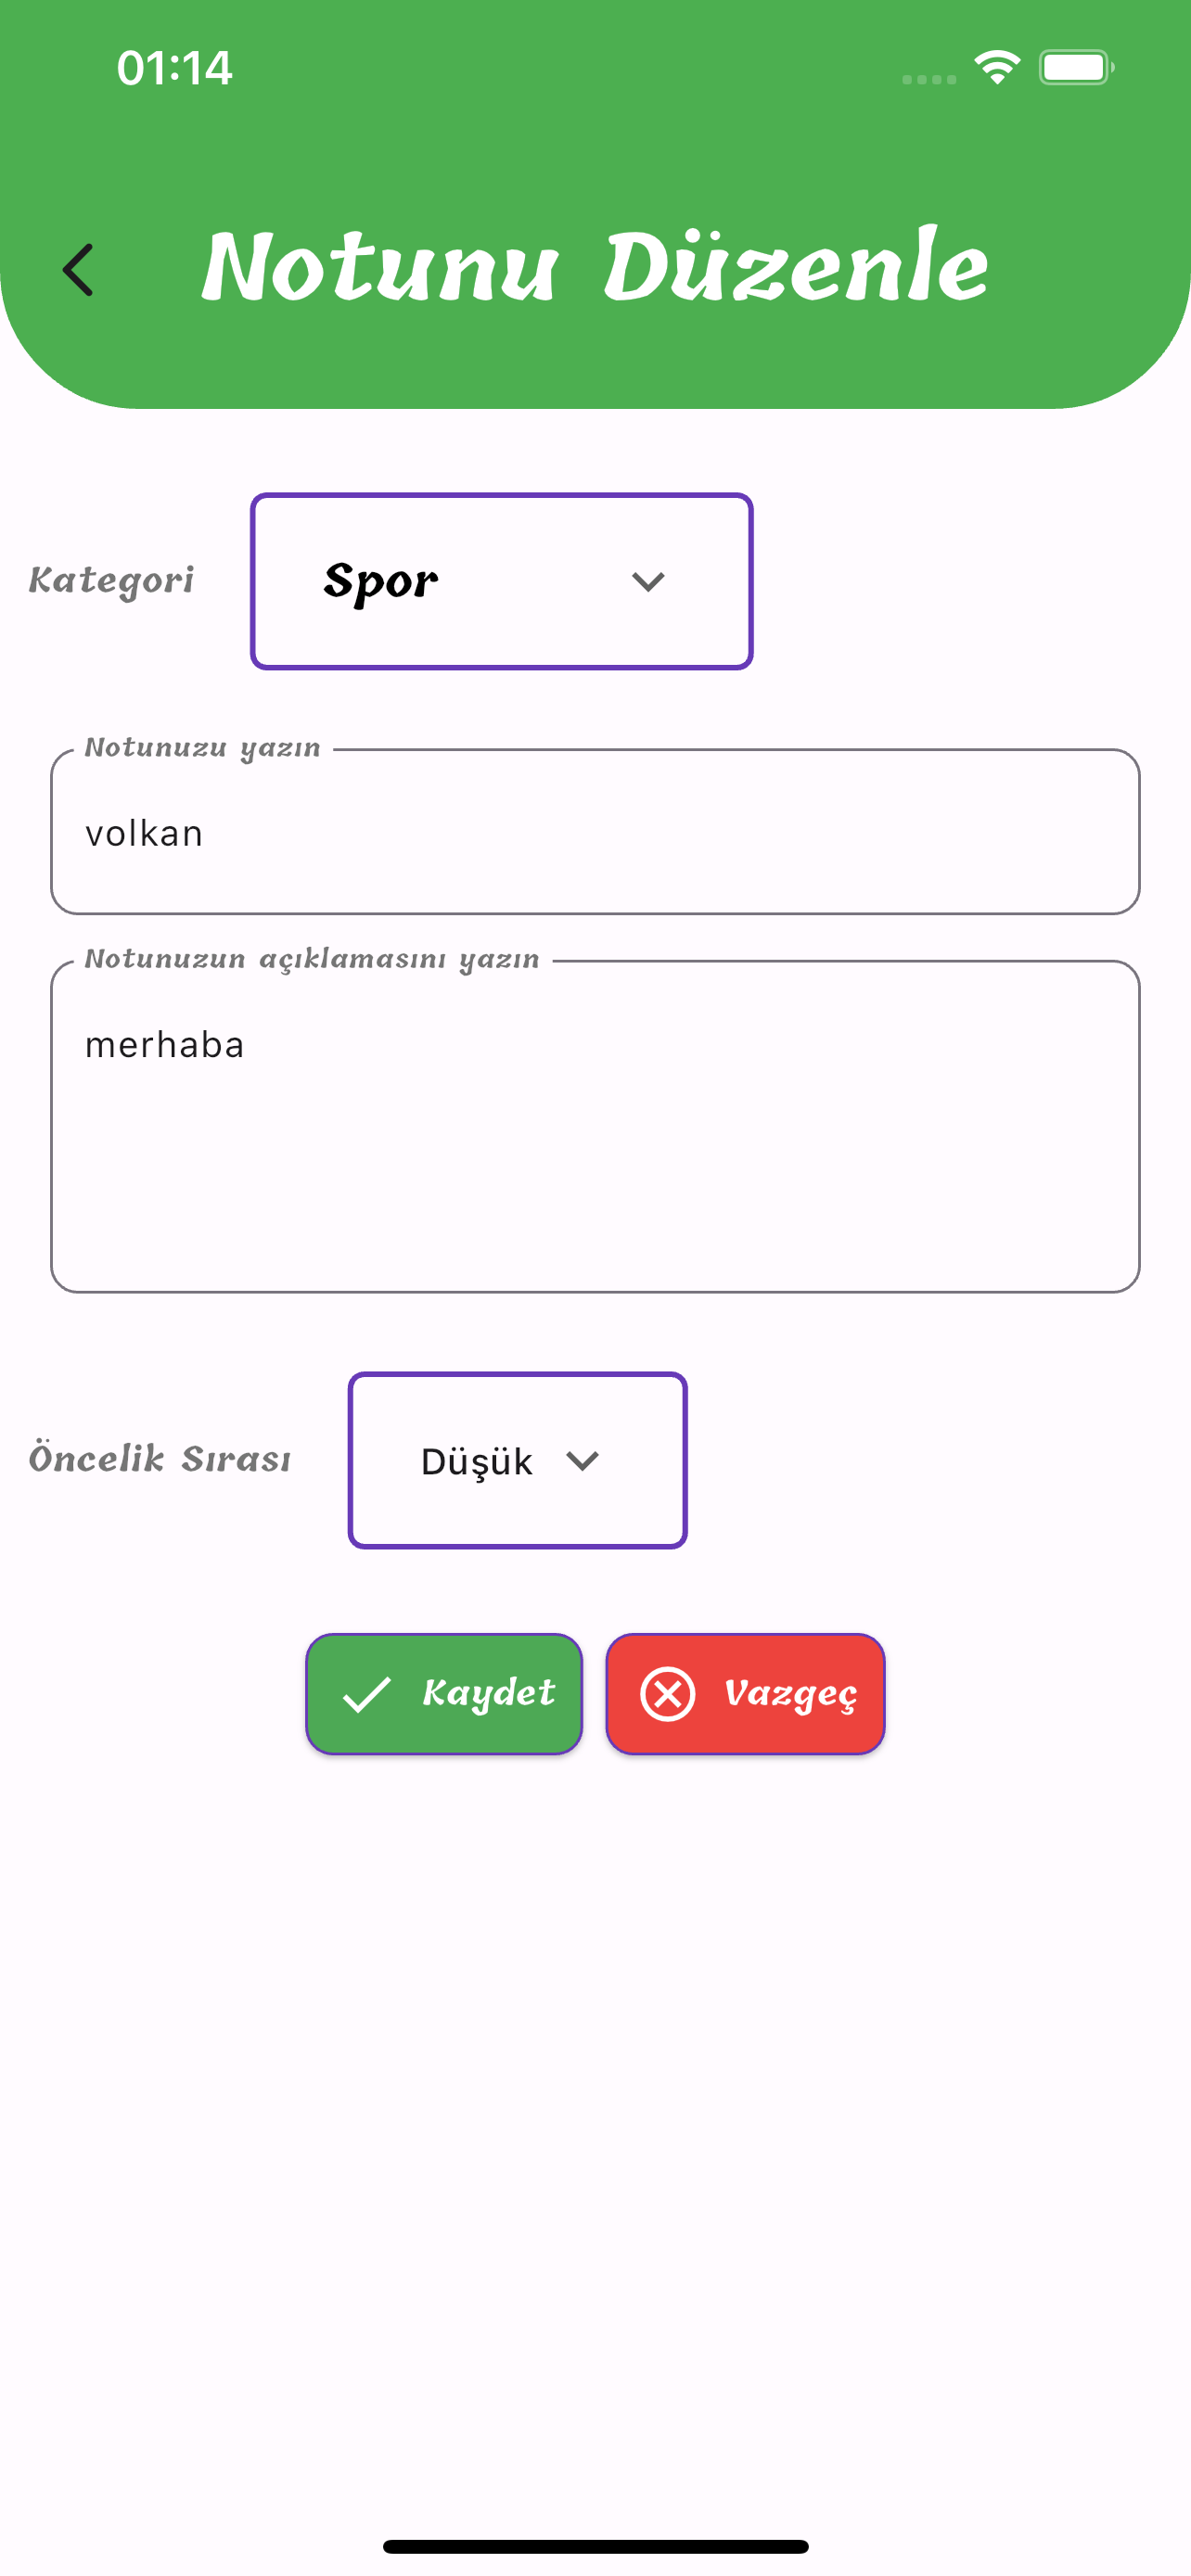 01:14
Notunu Düzenle
Kategori
Spor
Notunuzu yazın
volkan
Notunuzun açıklamasını yazın
merhaba
Öncelik Sırası
Düşük
Kaydet
Vazgeç